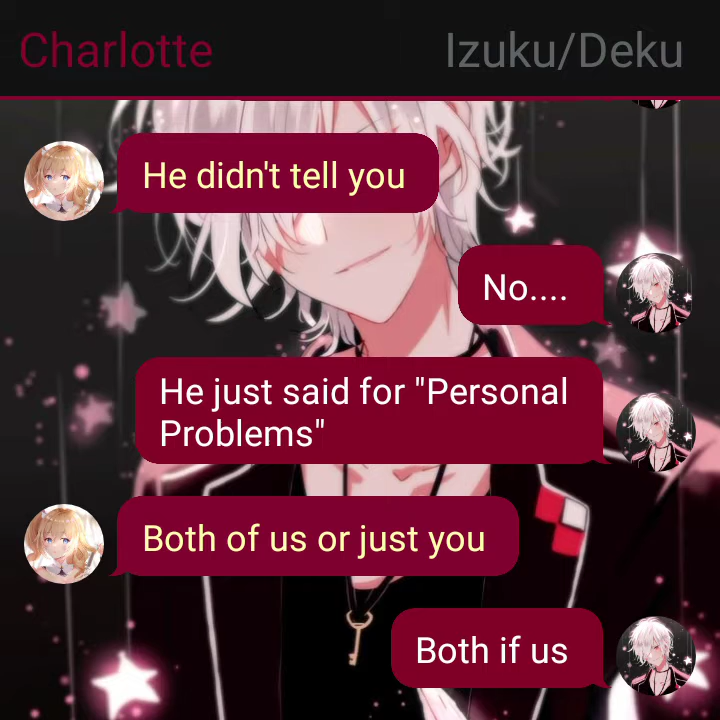 Charlotte Izuku/Deku
He didn't tell you
No....
He just said for "Personal
Problems"
Both of us or just you
Both if us